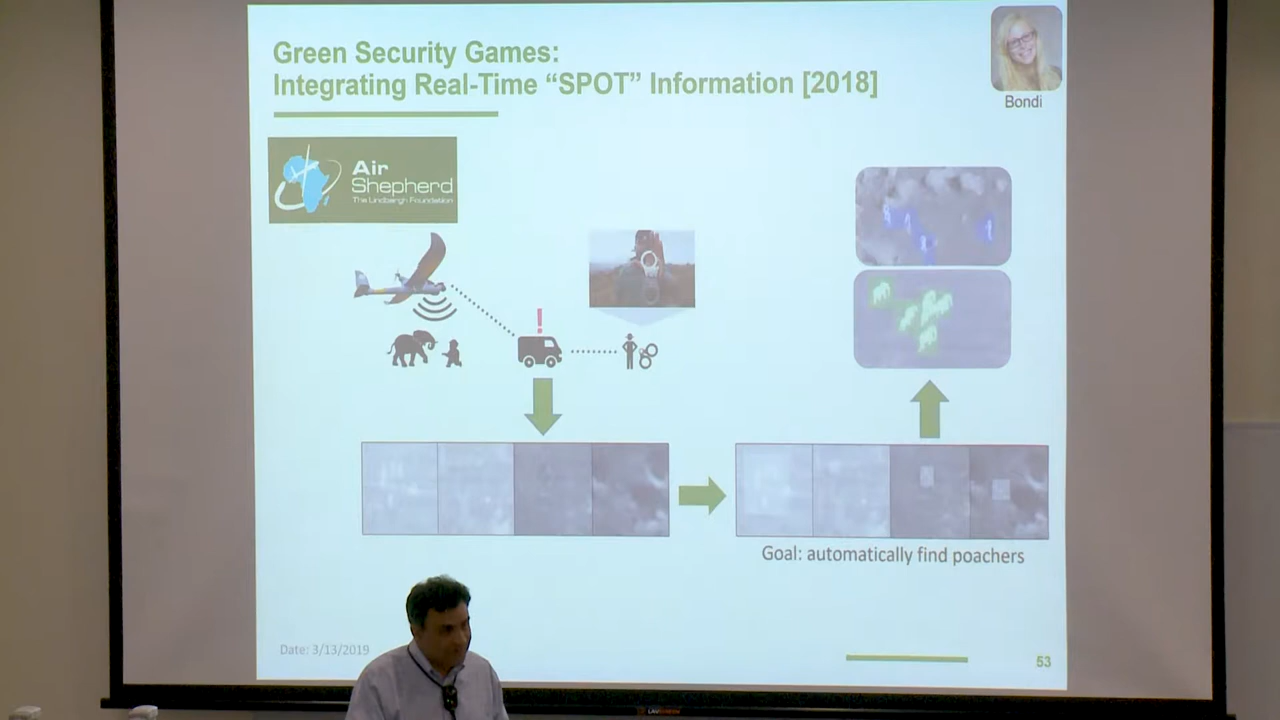 Green Security Games:
Integrating Real-Time “SPOT” Information [2018]
Bondi
Air
Shepherd
The Lindbergh Foundation
!
Goal: automatically find poachers
Date: 3/13/2019
53